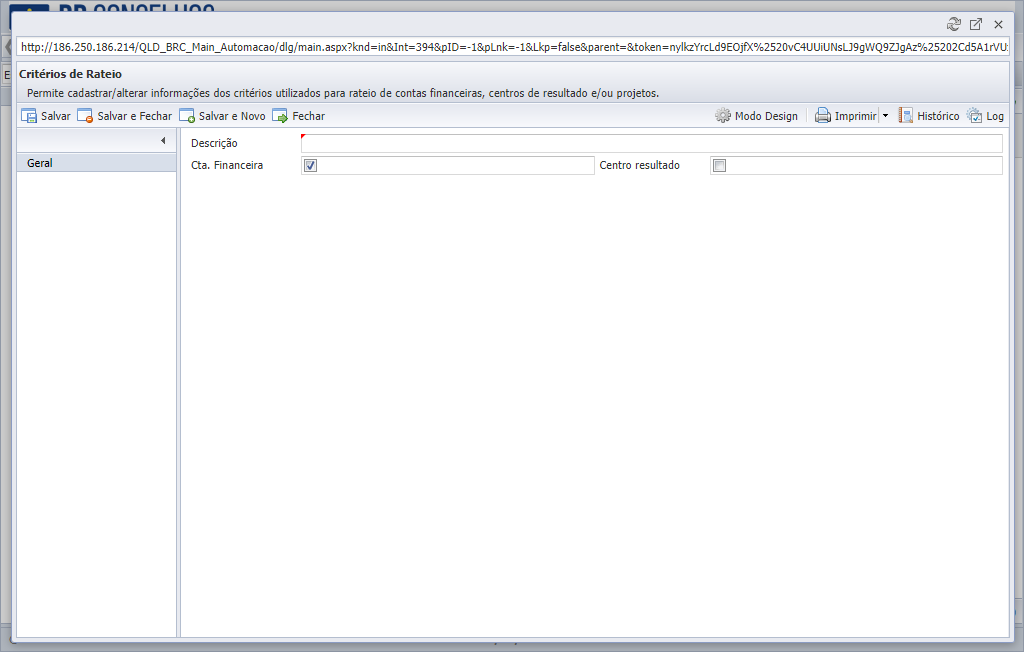 http://186.250.186.214/QLD_BRC_Main_Automacao/dlg/main.aspx?knd=in&Int=394&pID=-1&pLnk=-1&Lkp=false&parent=&token=nylkzYrcLd9EOjfX%2520vC4UUiUNsLJ9gWQ9ZJgAz%25202Cd5A1rVU
Critérios de Rateio
Permite cadastrar/alterar informações dos critérios utilizados para rateio de contas financeiras, centros de resultado e/ou projetos.
Salvar Salvar e Fechar Salvar e Novo Fechar Modo Design Imprimir Histórico Log
Geral
Descrição
Cta. Financeira Centro resultado